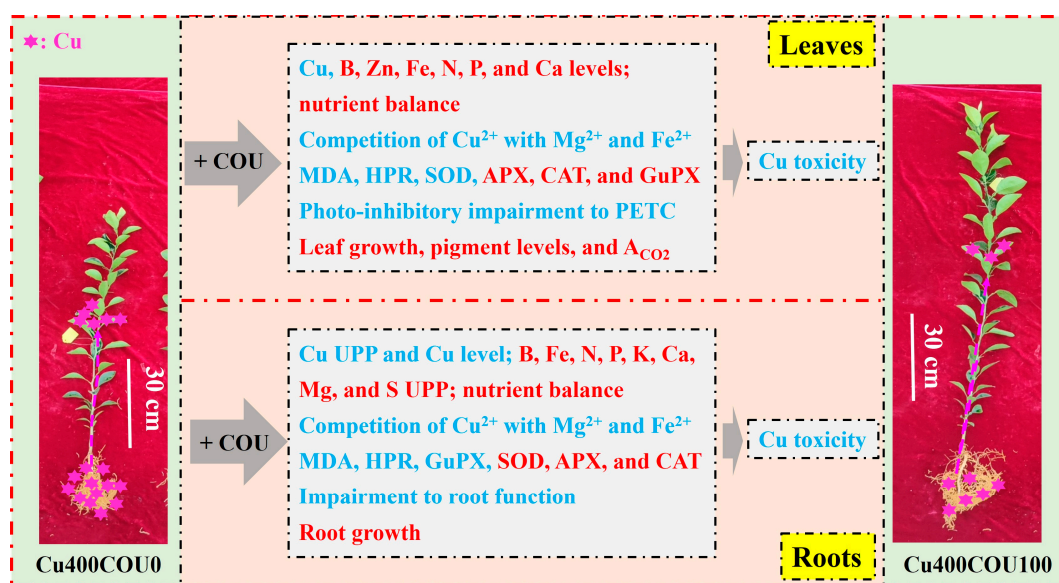 ★: Cu
Leaves
Cu, B, Zn, Fe, N, P, and Ca levels;
nutrient balance
Competition of Cu²⁺ with Mg²⁺ and Fe²⁺
MDA, HPR, SOD, APX, CAT, and GuPX
Photo-inhibitory impairment to PETC
Leaf growth, pigment levels, and A_CO2
+ COU
Cu toxicity
Cu UPP and Cu level; B, Fe, N, P, K, Ca,
Mg, and S UPP; nutrient balance
Competition of Cu²⁺ with Mg²⁺ and Fe²⁺
MDA, HPR, GuPX, SOD, APX, and CAT
Impairment to root function
Root growth
+ COU
Cu toxicity
Roots
30 cm
Cu400COU0
30 cm
Cu400COU100